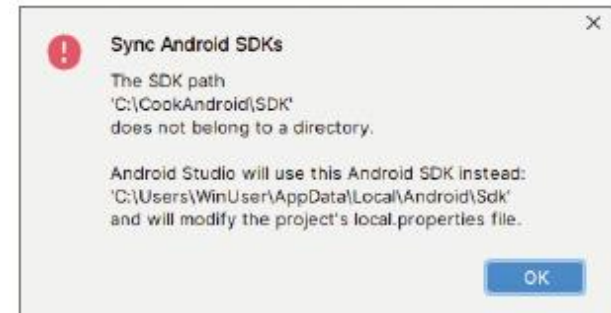 Sync Android SDKs
The SDK path
'C:\CookAndroid\SDK'
does not belong to a directory.
Android Studio will use this Android SDK instead:
'C:\Users\WinUser\AppData\Local\Android\Sdk'
and will modify the project's local.properties file.
OK